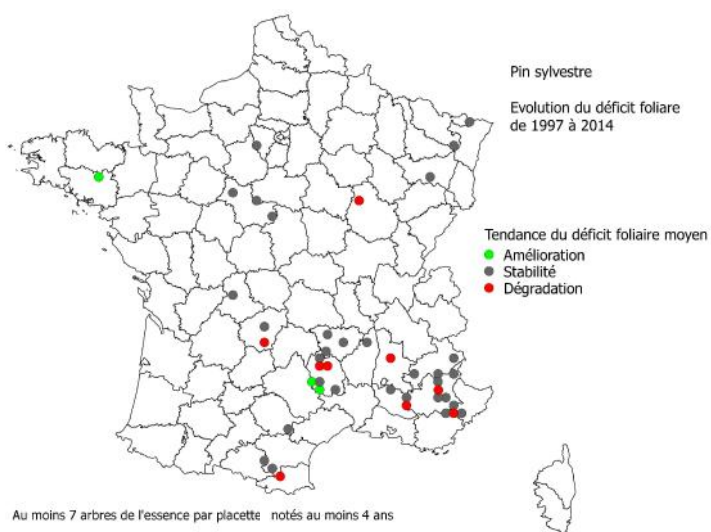 Pin sylvestre
Evolution du déficit foliare
de 1997 à 2014
Tendance du déficit foliaire moyen
Amélioration
Stabilité
Dégradation
Au moins 7 arbres de l'essence par placette notés au moins 4 ans